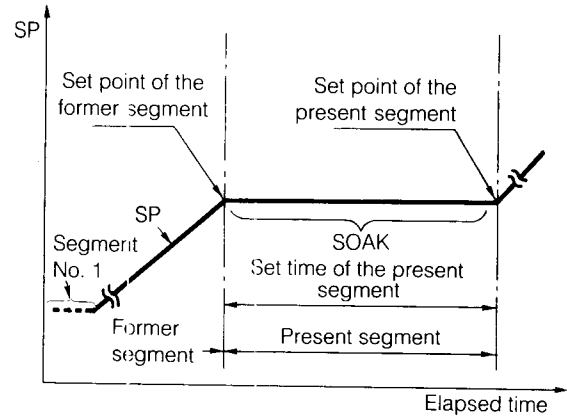 SP
Set point of the
former segment
Set point of the
present segment
SP
Segment
No. 1
SOAK
Set time of the present
segment
Former
segment
Present segment
Elapsed time